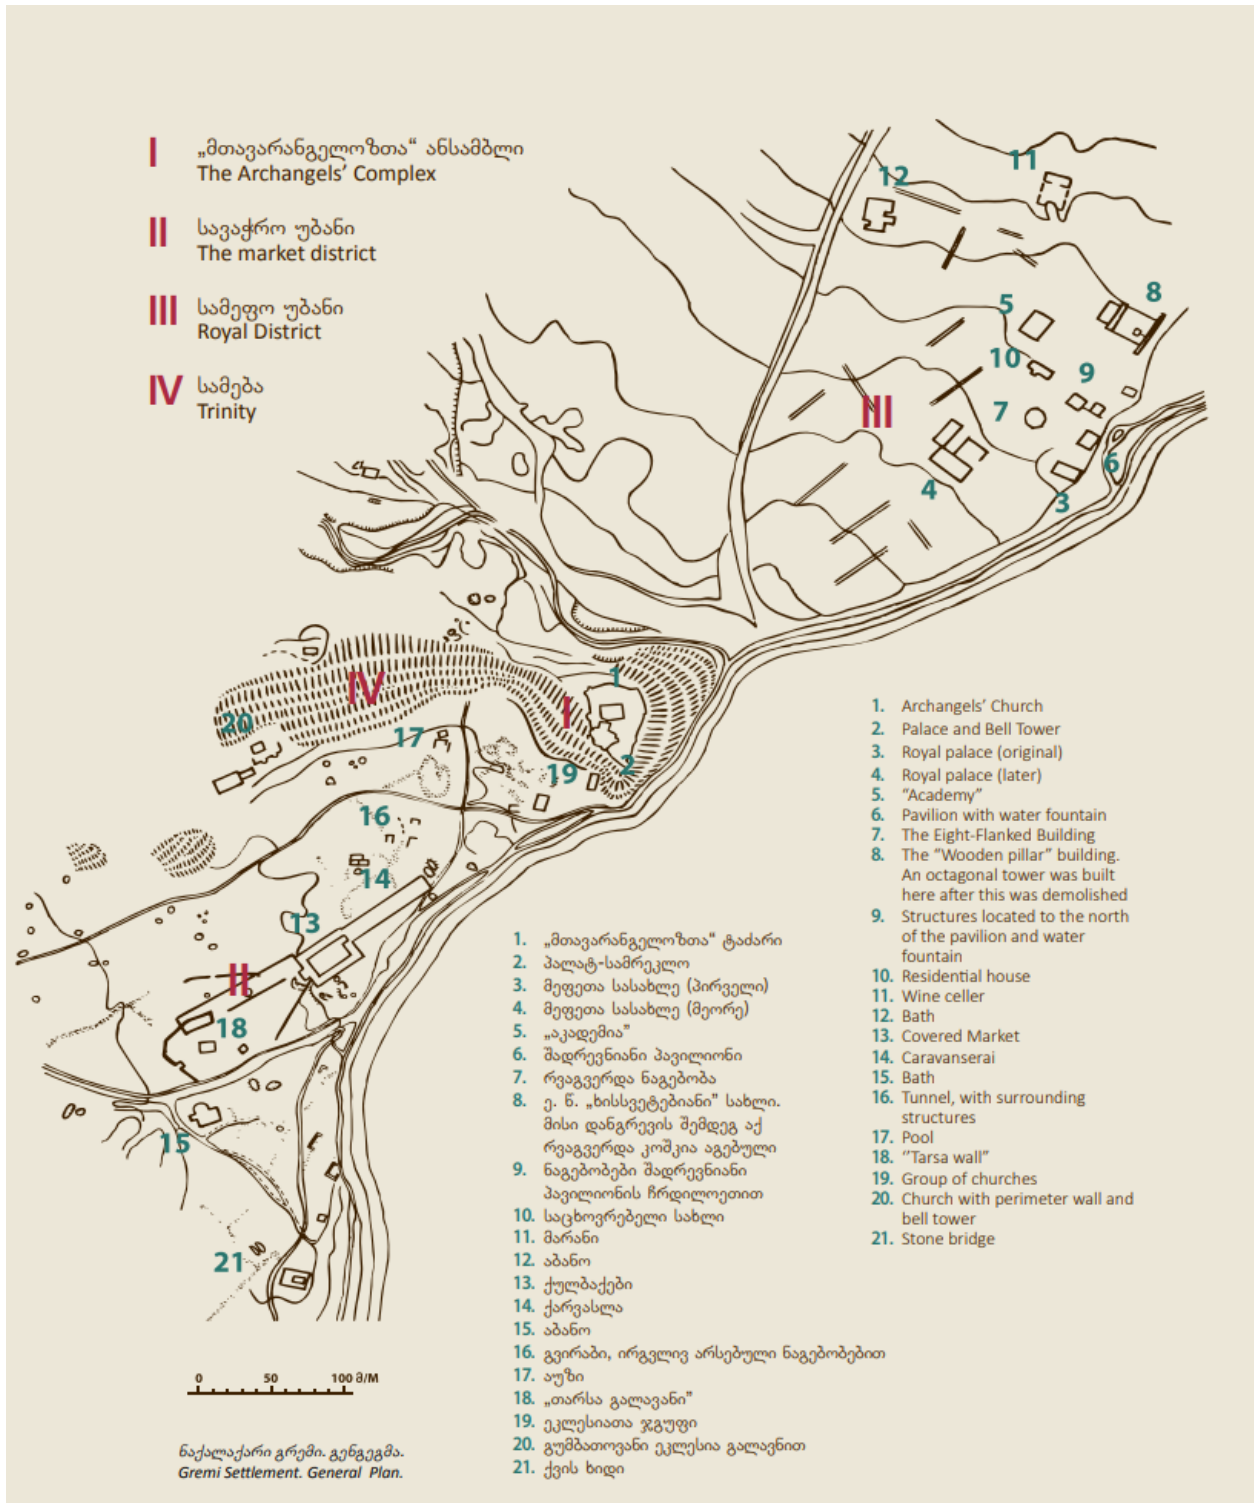 I
„მთავარანგელოზთა“ ანსამბლი
The Archangels’ Complex
II
სავაჭრო უბანი
The market district
III
სამეფო უბანი
Royal District
IV
სამება
Trinity
11
12
8
5
10
9
III
7
6
4
3
IV
1
I
20
17
2
19
16
14
13
II
18
15
21
1. Archangels’ Church
2. Palace and Bell Tower
3. Royal palace (original)
4. Royal palace (later)
5. “Academy”
6. Pavilion with water fountain
7. The Eight-Flanked Building
8. The “Wooden pillar” building.
An octagonal tower was built
here after this was demolished
9. Structures located to the north
of the pavilion and water
fountain
10. Residential house
11. Wine celler
12. Bath
13. Covered Market
14. Caravanserai
15. Bath
16. Tunnel, with surrounding
structures
17. Pool
18. “Tarsa wall”
19. Group of churches
20. Church with perimeter wall and
bell tower
21. Stone bridge
1. „მთავარანგელოზთა“ ტაძარი
2. პალატ-სამრეკლო
3. მეფეთა სასახლე (პირველი)
4. მეფეთა სასახლე (მეორე)
5. „აკადემია”
6. შადრევნიანი პავილიონი
7. რვაგვერდა ნაგებობა
8. ე. წ. „ხისსვეტებიანი” სახლი.
მისი დანგრევის შემდეგ აქ
რვაგვერდა კოშკია აგებული
9. ნაგებობები შადრევნიანი
პავილიონის ჩრდილოეთით
10. საცხოვრებელი სახლი
11. მარანი
12. აბანო
13. ქულბაქები
14. ქარვასლა
15. აბანო
16. გვირაბი, ირგვლივ არსებული ნაგებობებით
17. აუზი
18. „თარსა გალავანი”
19. ეკლესიათა ჯგუფი
20. გუმბათოვანი ეკლესია გალავნით
21. ქვის ხიდი
0 50 100 მ/M
ნაქალაქარი გრემი. გენგეგმა.
Gremi Settlement. General Plan.